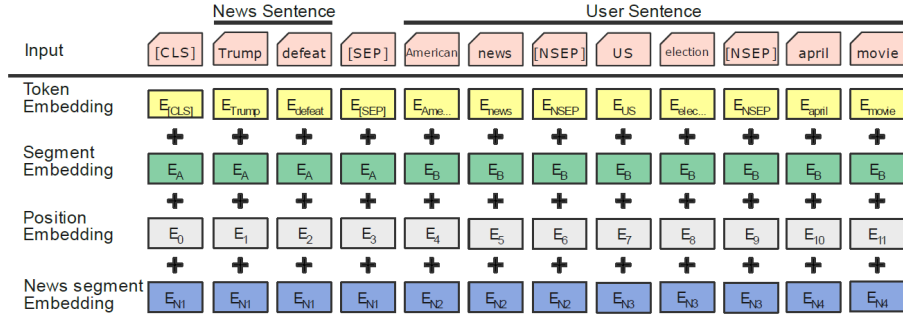 News Sentence User Sentence
Input [CLS] Trump defeat [SEP] American news [NSEP] US election [NSEP] april movie
Token
Embedding E[CLS] ETrump Edefeat E[SEP] EAme... Enews ENSEP EUS Eelec... ENSEP Eapril Emovie
+ + + + + + + + + + + +
Segment
Embedding EA EA EA EA EB EB EB EB EB EB EB EB
+ + + + + + + + + + + +
Position
Embedding E0 E1 E2 E3 E4 E5 E6 E7 E8 E9 E10 E11
+ + + + + + + + + + + +
News segment
Embedding EN1 EN1 EN1 EN1 EN2 EN2 EN2 EN3 EN3 EN3 EN4 EN4